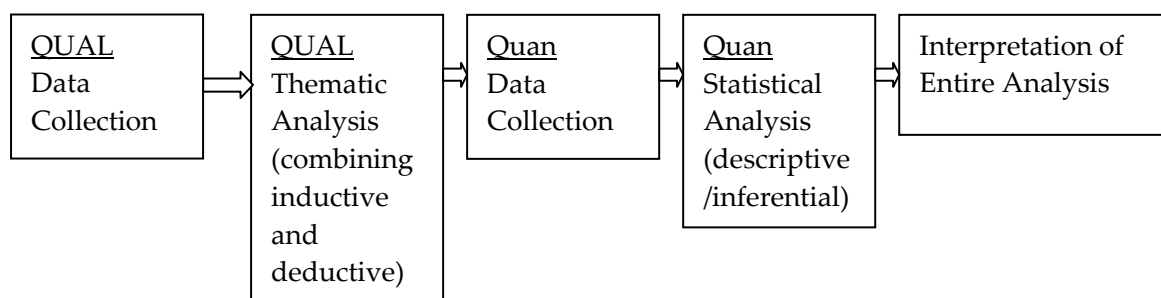 QUAL
Data
Collection
QUAL
Thematic
Analysis
(combining
inductive
and
deductive)
Quan
Data
Collection
Quan
Statistical
Analysis
(descriptive
/inferential)
Interpretation of
Entire Analysis